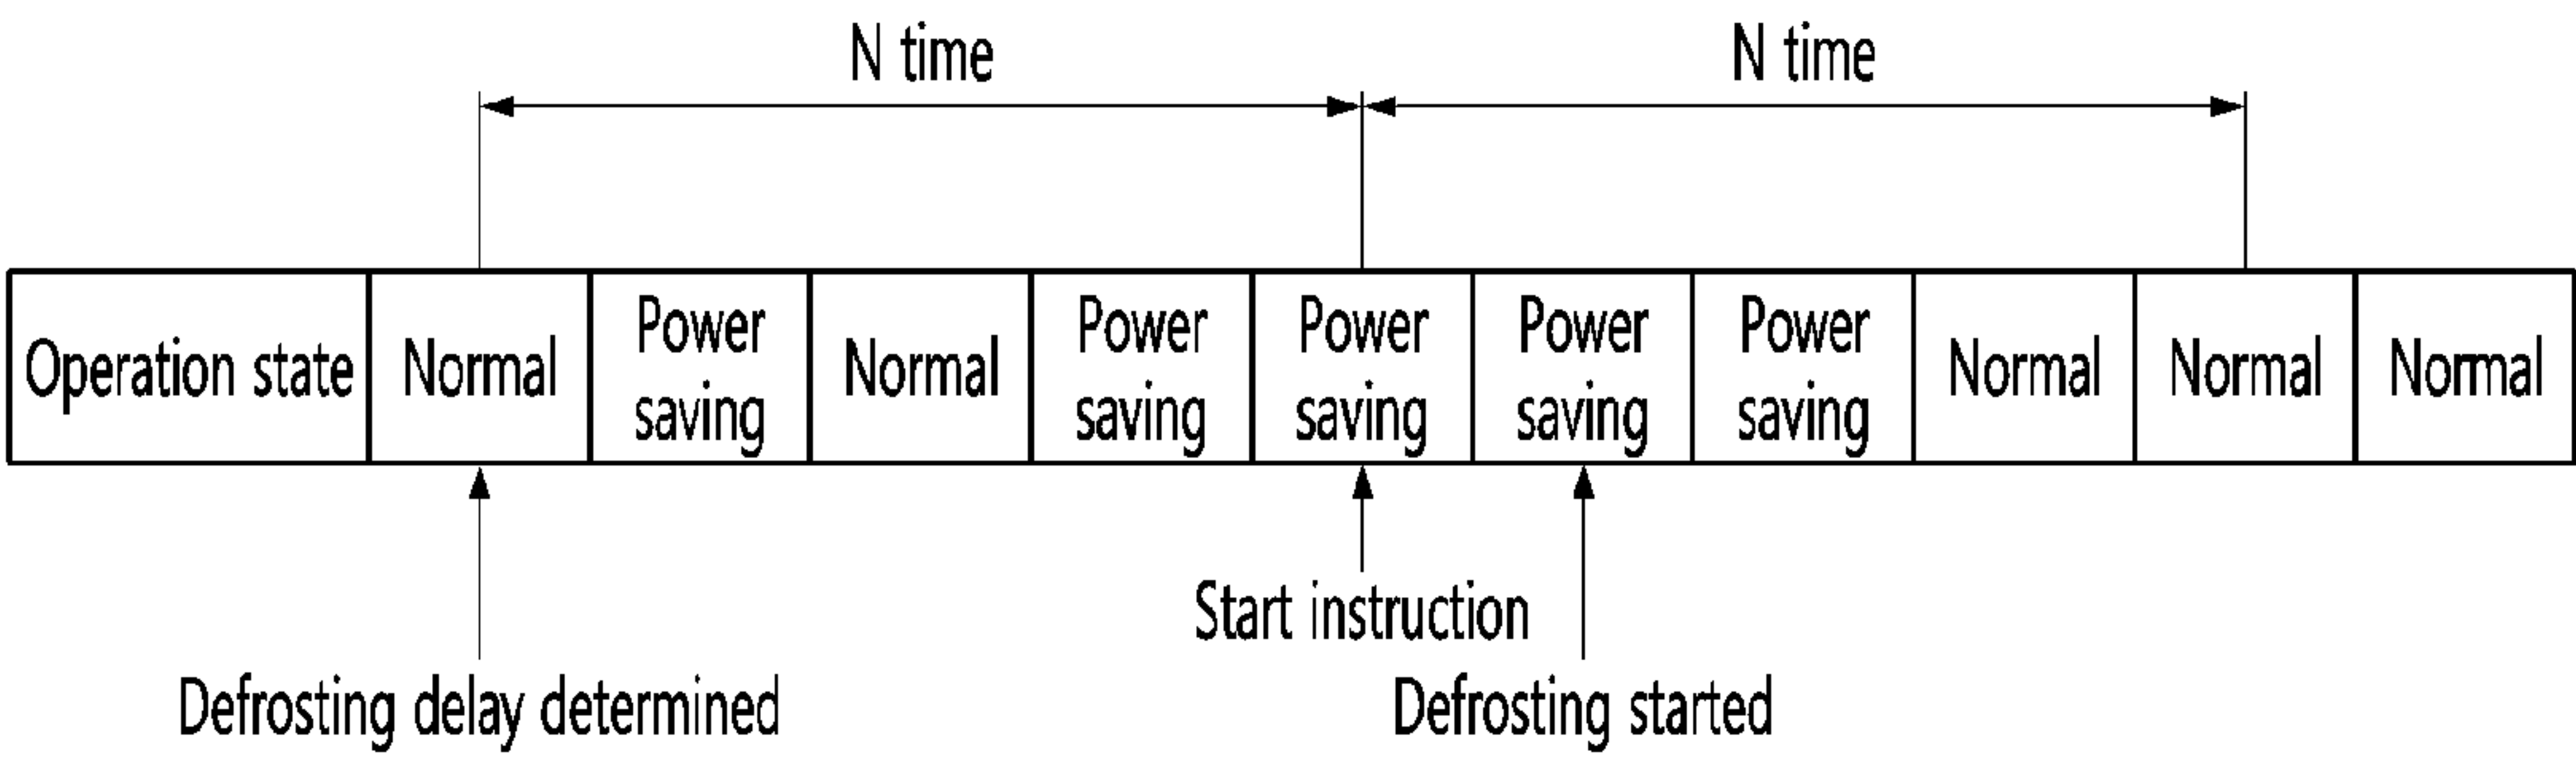 N time
N time
Operation state
Normal
Power
saving
Normal
Power
saving
Power
saving
Power
saving
Power
saving
Normal
Normal
Normal
Start instruction
Defrosting delay determined
Defrosting started